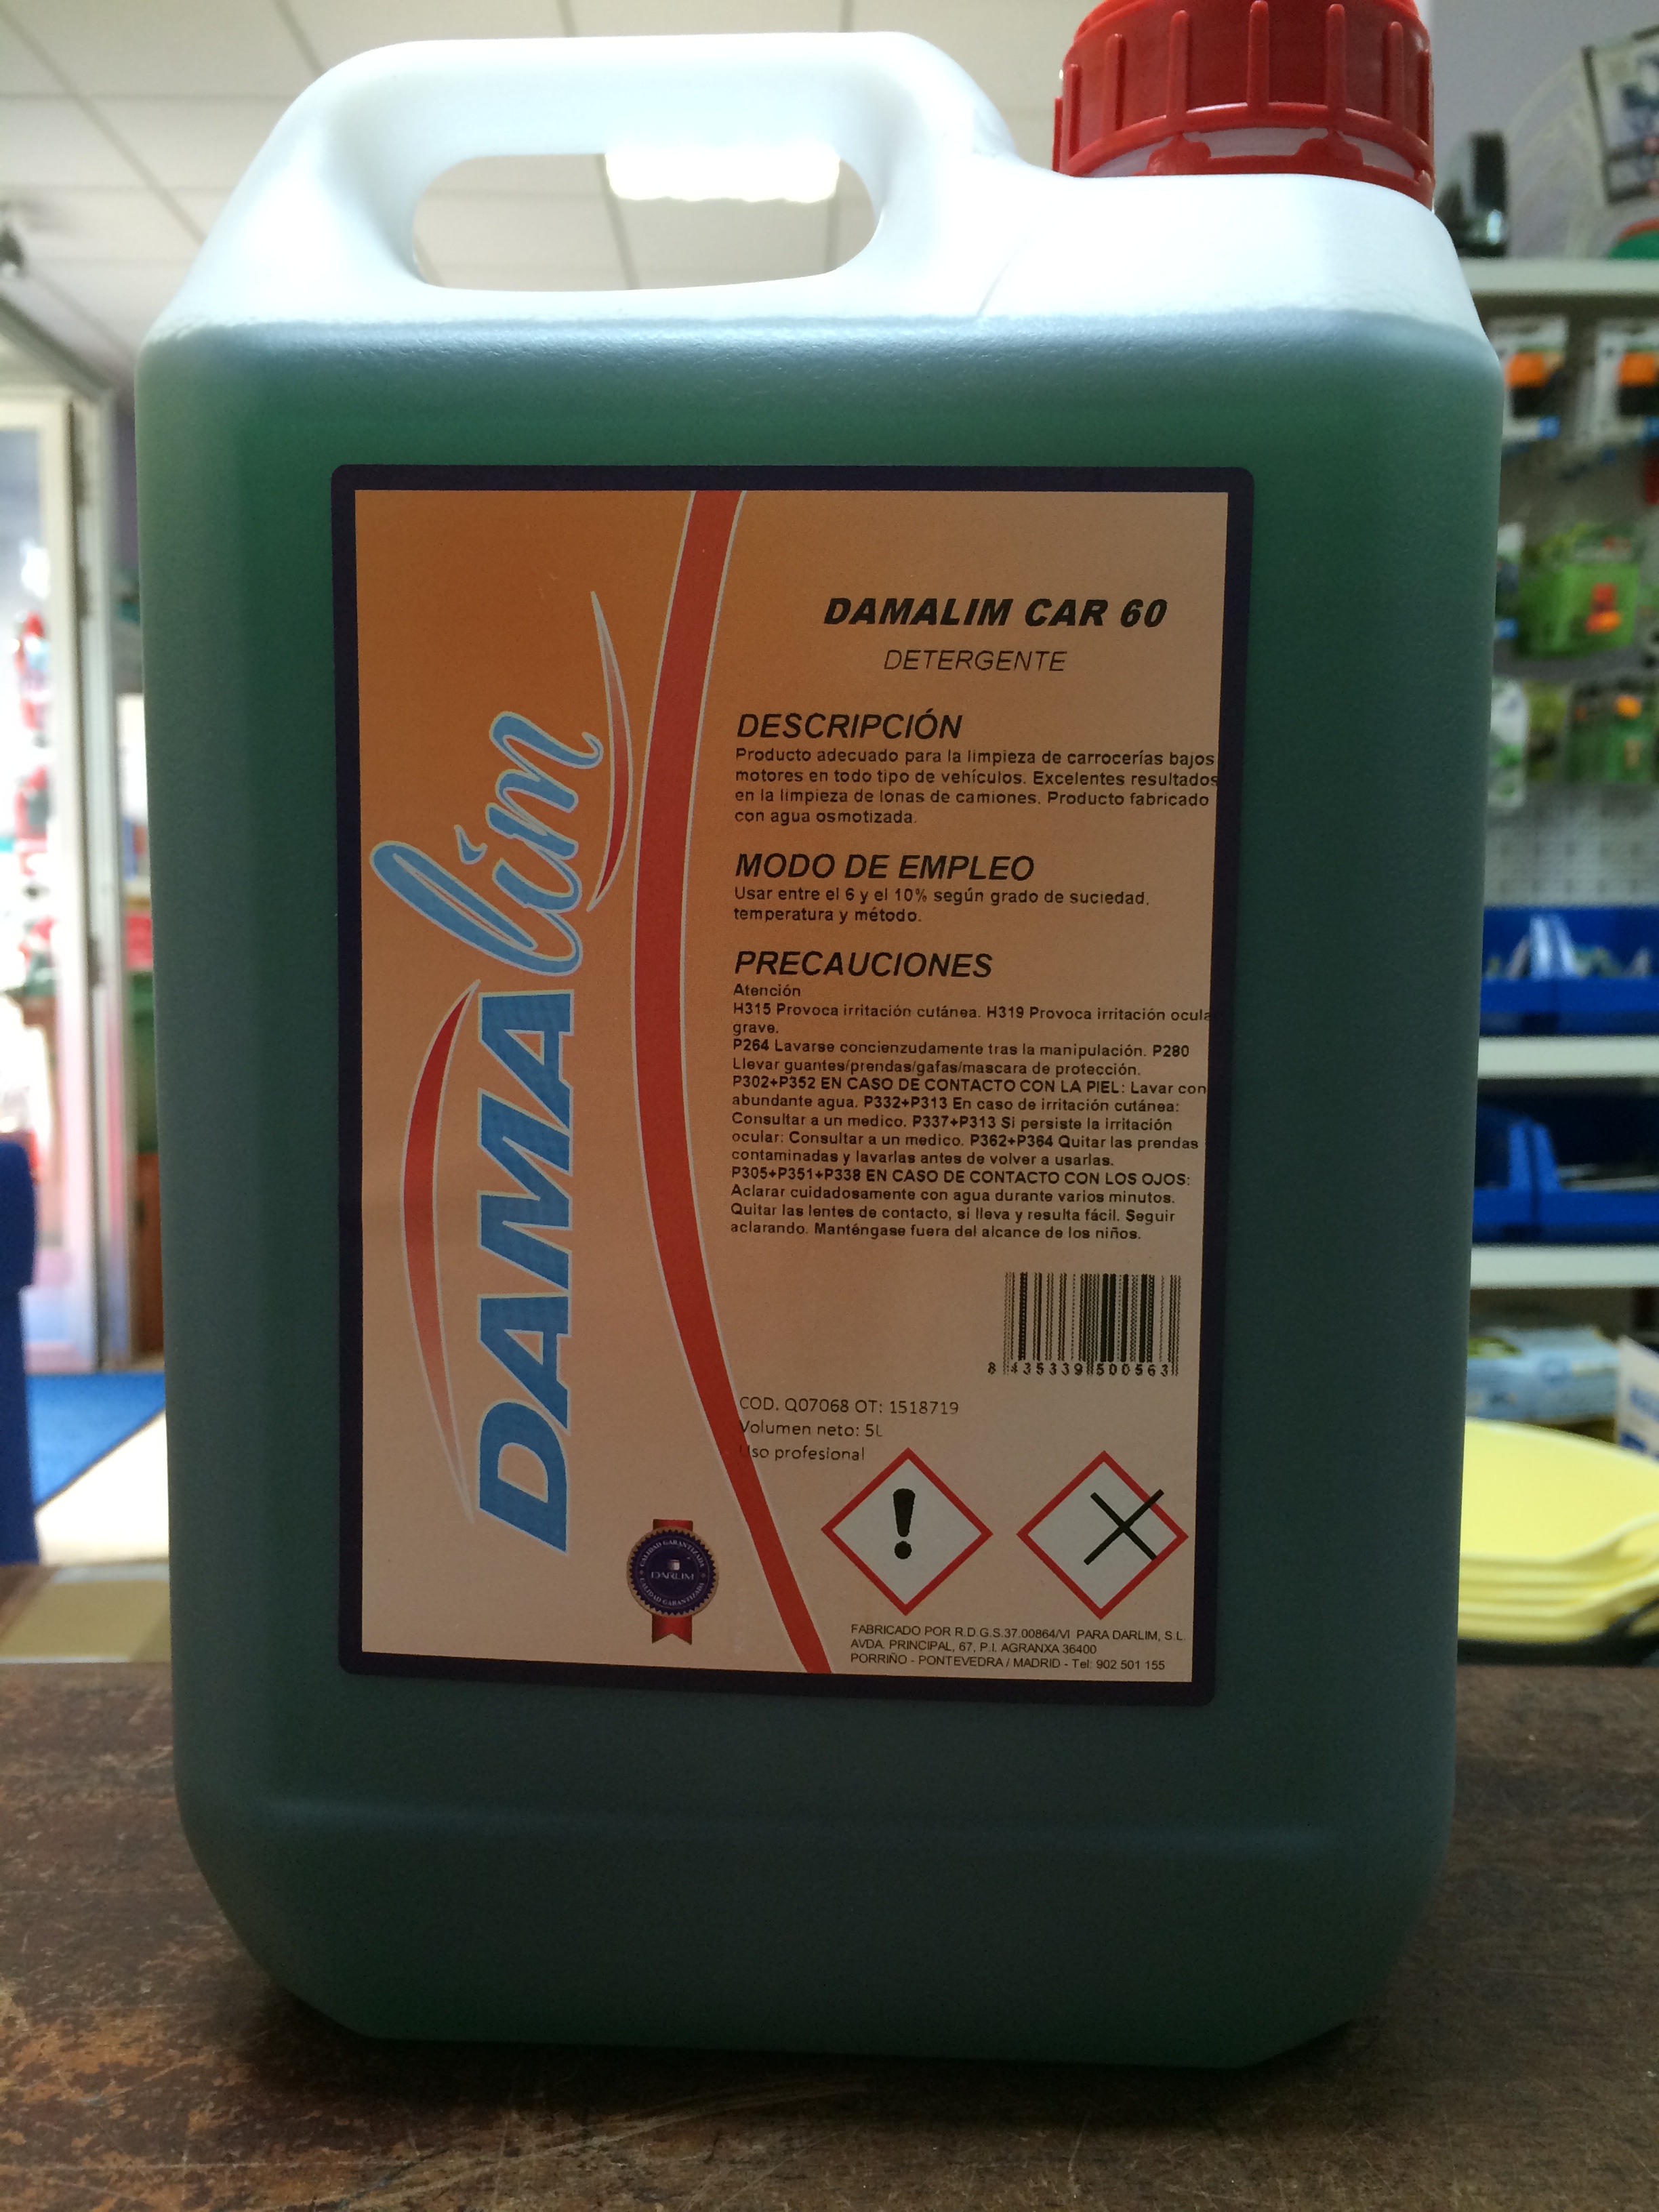 DAMAlim
DAMALIM CAR 60
DETERGENTE
DESCRIPCIÓN
Producto adecuado para la limpieza de carrocerías bajos
motores en todo tipo de vehículos. Excelentes resultados
en la limpieza de lonas de camiones. Producto fabricado
con agua osmotizada.
MODO DE EMPLEO
Usar entre el 6 y el 10% según grado de suciedad,
temperatura y método.
PRECAUCIONES
Atención
H315 Provoca irritación cutánea. H319 Provoca irritación ocula
grave.
P264 Lavarse concienzudamente tras la manipulación. P280
Llevar guantes/prendas/gafas/mascara de protección.
P302+P352 EN CASO DE CONTACTO CON LA PIEL: Lavar con
abundante agua. P332+P313 En caso de irritación cutánea:
Consultar a un medico. P337+P313 Si persiste la irritación
ocular: Consultar a un medico. P362+P364 Quitar las prendas
contaminadas y lavarlas antes de volver a usarlas.
P305+P351+P338 EN CASO DE CONTACTO CON LOS OJOS:
Aclarar cuidadosamente con agua durante varios minutos.
Quitar las lentes de contacto, si lleva y resulta fácil. Seguir
aclarando. Manténgase fuera del alcance de los niños.
8 435339 500563
COD. Q07068 OT: 1518719
Volumen neto: 5L
Uso profesional
CALIDAD GARANTIZADA
DARLIM
CALIDAD GARANTIZADA
FABRICADO POR R.D.G.S.37.00864/VI PARA DARLIM, S.L.
AVDA. PRINCIPAL, 67, P.I. AGRANXA 36400
PORRIÑO - PONTEVEDRA / MADRID - Tel: 902 501 155